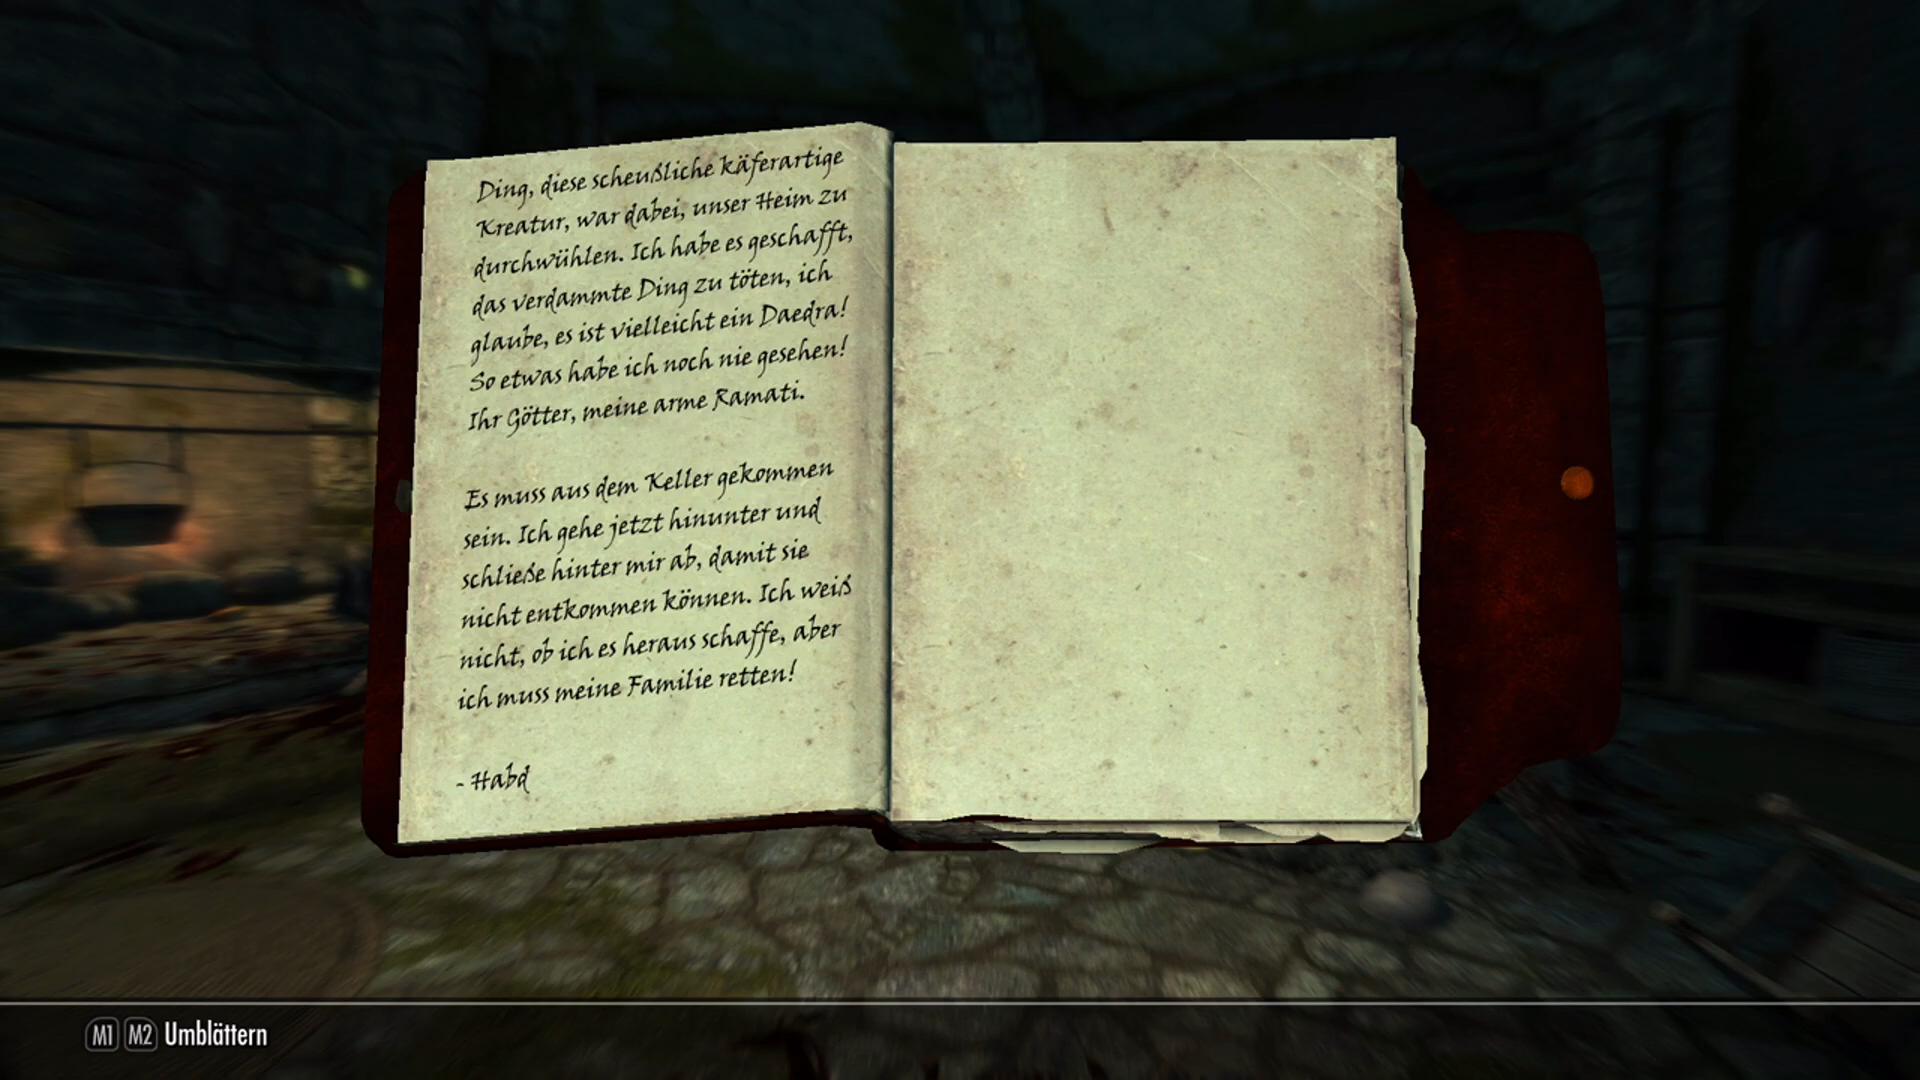 Ding, diese scheußliche käferartige
Kreatur, war dabei, unser Heim zu
durchwühlen. Ich habe es geschafft,
das verdammte Ding zu töten, ich
glaube, es ist vielleicht ein Daedra!
So etwas habe ich noch nie gesehen!
Ihr Götter, meine arme Ramati.
Es muss aus dem Keller gekommen
sein. Ich gehe jetzt hinunter und
schließe hinter mir ab, damit sie
nicht entkommen können. Ich weiß
nicht, ob ich es heraus schaffe, aber
ich muss meine Familie retten!
- Habd
M1 M2 Umblättern